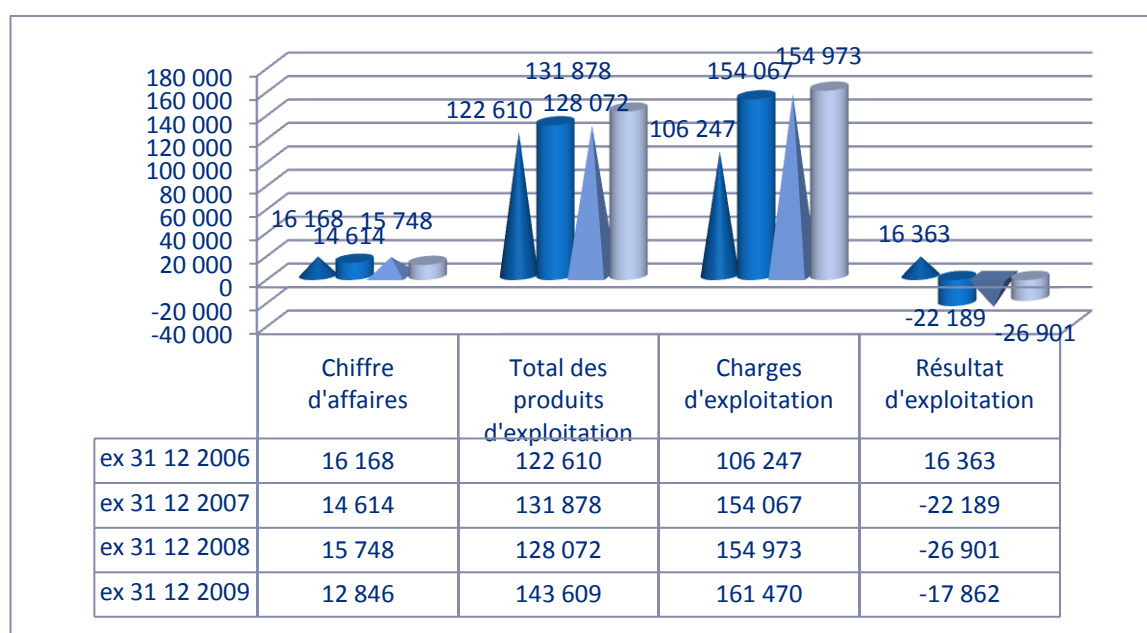 180 000
160 000
140 000
120 000
100 000
80 000
60 000
40 000
20 000
0
-20 000
-40 000
16 168
14 614
15 748
122 610
131 878
128 072
106 247
154 067
154 973
16 363
-22 189
-26 901
Chiffre
d'affaires
Total des
produits
d'exploitation
Charges
d'exploitation
Résultat
d'exploitation
ex 31 12 2006 16 168 122 610 106 247 16 363
ex 31 12 2007 14 614 131 878 154 067 -22 189
ex 31 12 2008 15 748 128 072 154 973 -26 901
ex 31 12 2009 12 846 143 609 161 470 -17 862